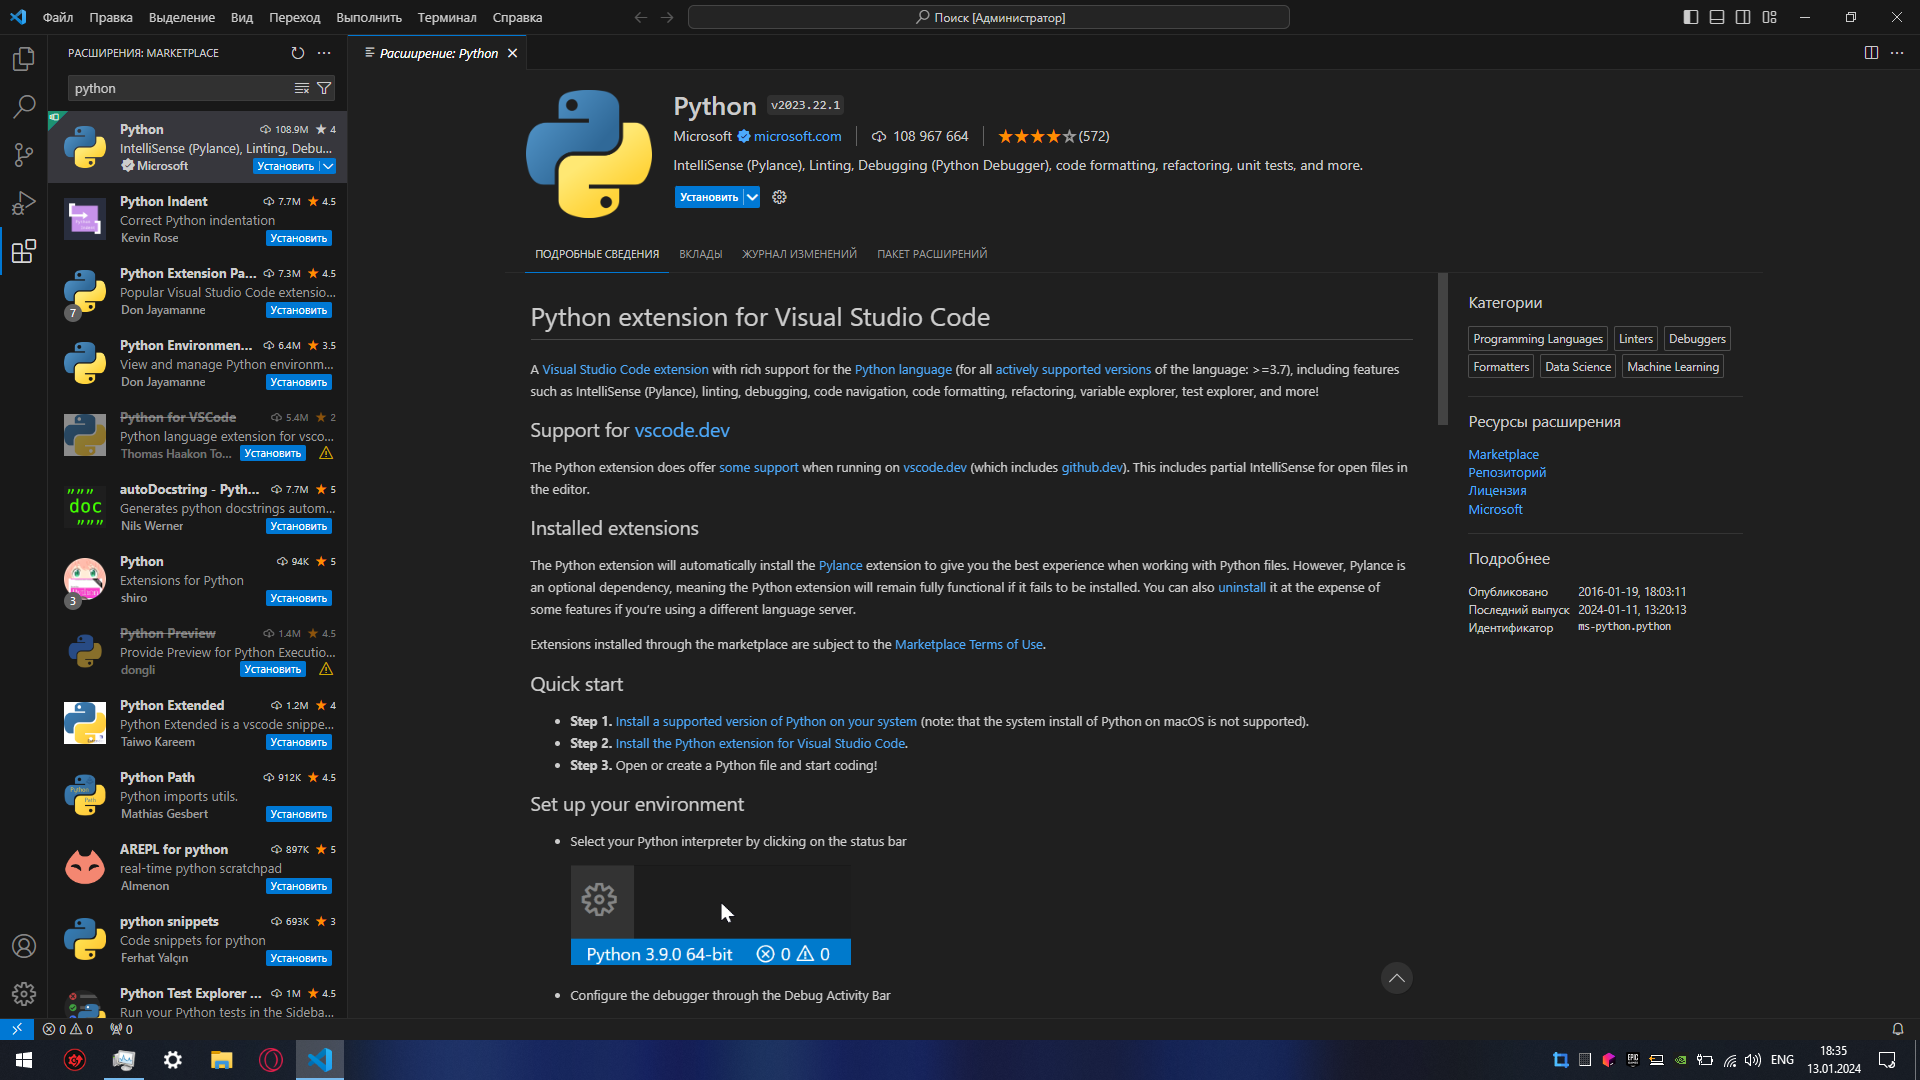 Файл Правка Выделение Вид Переход Выполнить Терминал Справка
Поиск [Администратор]
РАСШИРЕНИЯ: MARKETPLACE
python
Python 108.9M 4
IntelliSense (Pylance), Linting, Debu...
Microsoft Установить
Python Indent 7.7M 4.5
Correct Python indentation
Kevin Rose Установить
Python Extension Pa... 7.3M 4.5
Popular Visual Studio Code extensio...
7 Don Jayamanne Установить
Python Environmen... 6.4M 3.5
View and manage Python environm...
Don Jayamanne Установить
Python for VSCode 5.4M 2
Python language extension for vsco...
Thomas Haakon To... Установить
autoDocstring - Pyth... 7.7M 5
Generates python docstrings autom...
""" doc """
Nils Werner Установить
Python 94K 5
Extensions for Python
3 shiro Установить
Python Preview 1.4M 4.5
Provide Preview for Python Executio...
dongli Установить
Python Extended 1.2M 4
Python Extended is a vscode snippe...
Taiwo Kareem Установить
Python Path 912K 4.5
Python imports utils.
Mathias Gesbert Установить
AREPL for python 897K 5
real-time python scratchpad
Almenon Установить
python snippets 693K 3
Code snippets for python
Ferhat Yalçın Установить
Python Test Explorer ... 1M 4.5
Run your Python tests in the Sideba...
Расширение: Python
Python v2023.22.1
Microsoft microsoft.com 108 967 664 (572)
IntelliSense (Pylance), Linting, Debugging (Python Debugger), code formatting, refactoring, unit tests, and more.
Установить
ПОДРОБНЫЕ СВЕДЕНИЯ ВКЛАДЫ ЖУРНАЛ ИЗМЕНЕНИЙ ПАКЕТ РАСШИРЕНИЙ
Python extension for Visual Studio Code
A Visual Studio Code extension with rich support for the Python language (for all actively supported versions of the language: >=3.7), including features
such as IntelliSense (Pylance), linting, debugging, code navigation, code formatting, refactoring, variable explorer, test explorer, and more!
Support for vscode.dev
The Python extension does offer some support when running on vscode.dev (which includes github.dev). This includes partial IntelliSense for open files in
the editor.
Installed extensions
The Python extension will automatically install the Pylance extension to give you the best experience when working with Python files. However, Pylance is
an optional dependency, meaning the Python extension will remain fully functional if it fails to be installed. You can also uninstall it at the expense of
some features if you're using a different language server.
Extensions installed through the marketplace are subject to the Marketplace Terms of Use.
Quick start
• Step 1. Install a supported version of Python on your system (note: that the system install of Python on macOS is not supported).
• Step 2. Install the Python extension for Visual Studio Code.
• Step 3. Open or create a Python file and start coding!
Set up your environment
• Select your Python interpreter by clicking on the status bar
Python 3.9.0 64-bit 0 0
• Configure the debugger through the Debug Activity Bar
Категории
Programming Languages Linters Debuggers
Formatters Data Science Machine Learning
Ресурсы расширения
Marketplace
Репозиторий
Лицензия
Microsoft
Подробнее
Опубликовано 2016-01-19, 18:03:11
Последний выпуск 2024-01-11, 13:20:13
Идентификатор ms-python.python
0 0 0
ENG
18:35
13.01.2024